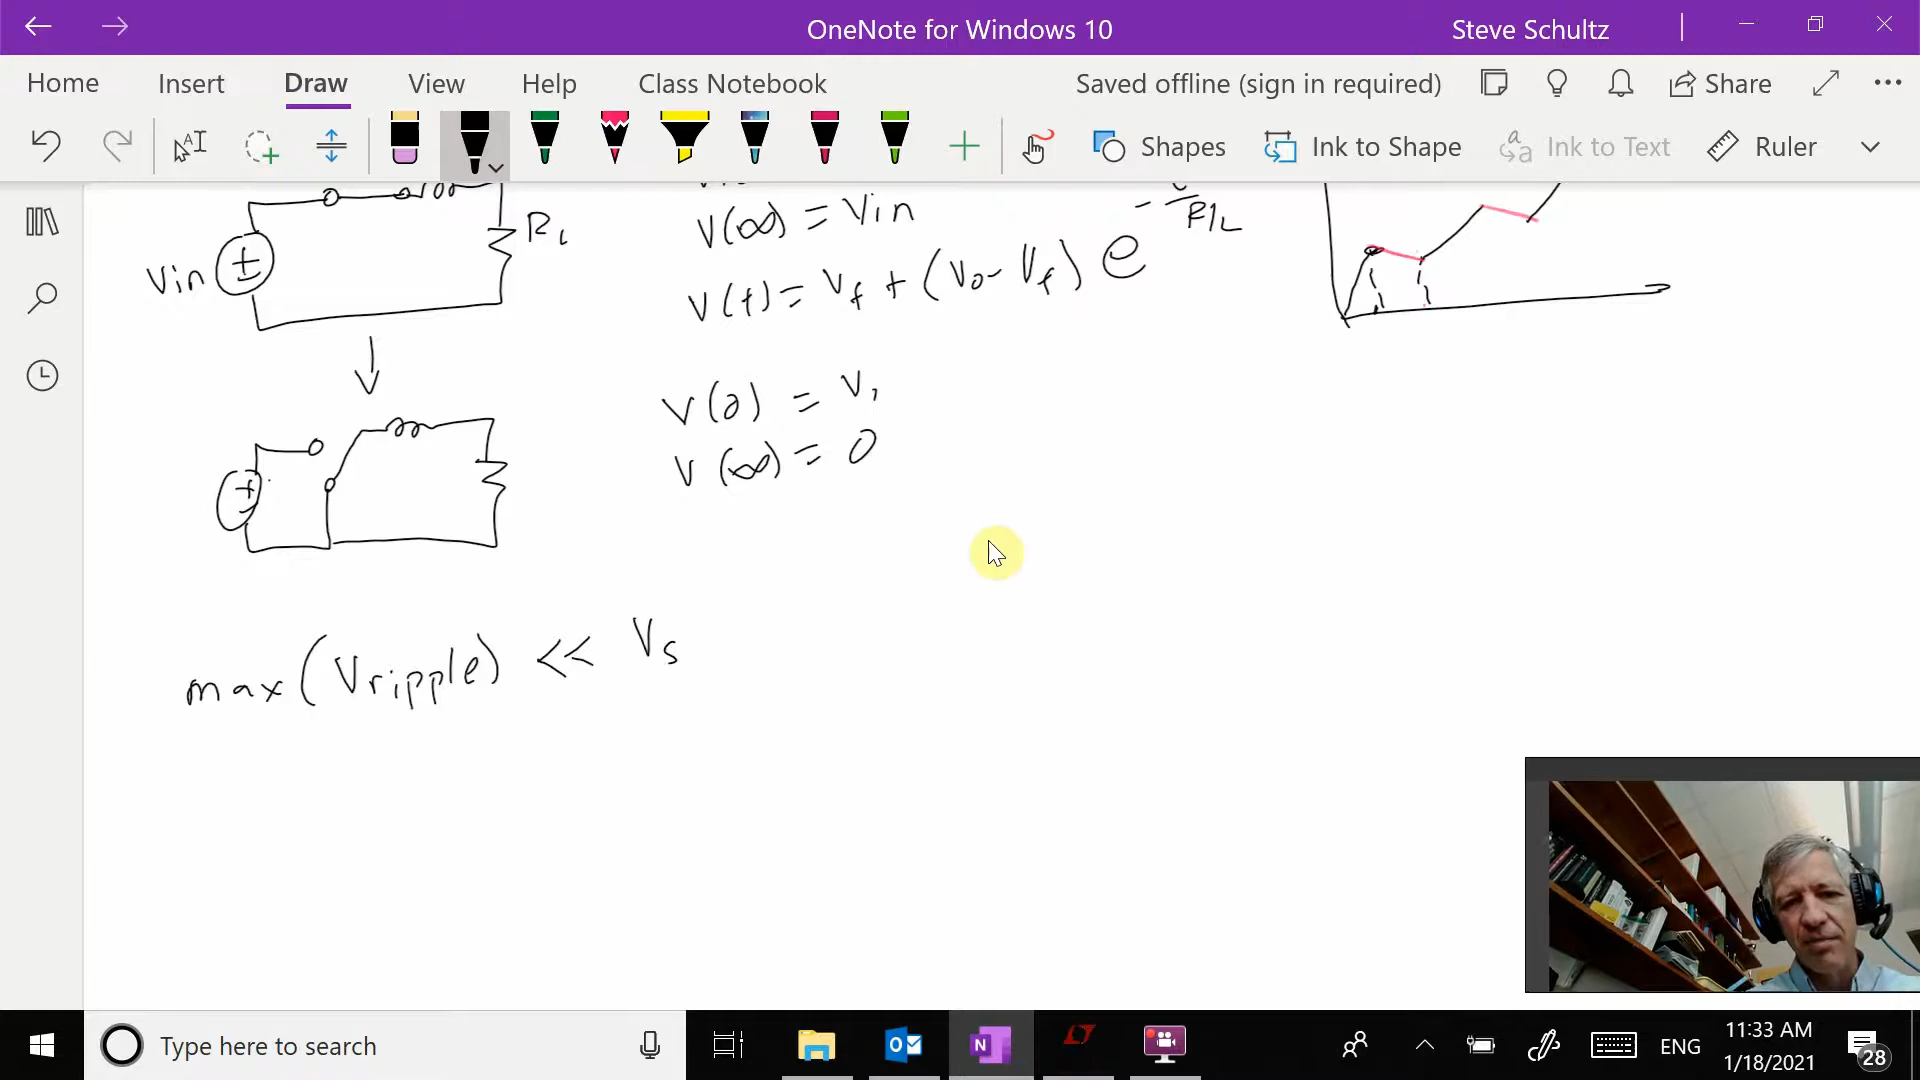 OneNote for Windows 10
Steve Schultz
Home Insert Draw View Help Class Notebook
Saved offline (sign in required)
Share
Shapes
Ink to Shape
Ink to Text
Ruler
Vin
RL
V(∞) = Vin
V(t) = Vf + (Vo - Vf) e
R/L
V(0) = V1
V(∞) = 0
max(Vripple) << Vs
Type here to search
ENG
11:33 AM
1/18/2021
28